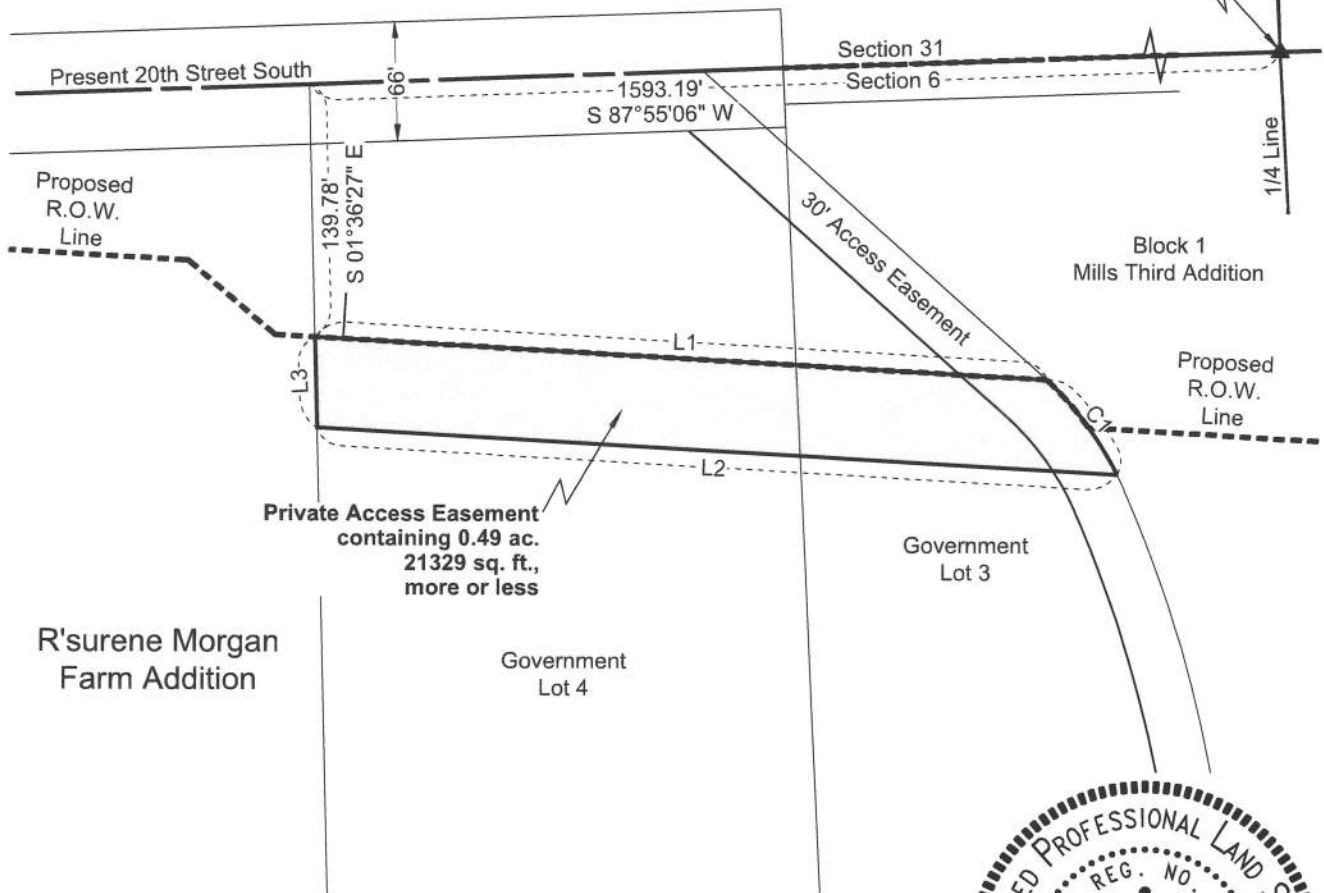 Section 31
Present 20th Street South
66'
1593.19'
Section 6
S 87°55'06" W
1/4 Line
Proposed
R.O.W.
Line
139.78'
S 01°36'27" E
30' Access Easement
Block 1
Mills Third Addition
L1
Proposed
R.O.W.
Line
L3
C1
L2
Private Access Easement
containing 0.49 ac.
21329 sq. ft.,
more or less
Government
Lot 3
R'surene Morgan
Farm Addition
Government
Lot 4
PROFESSIONAL LAND
REG. NO.